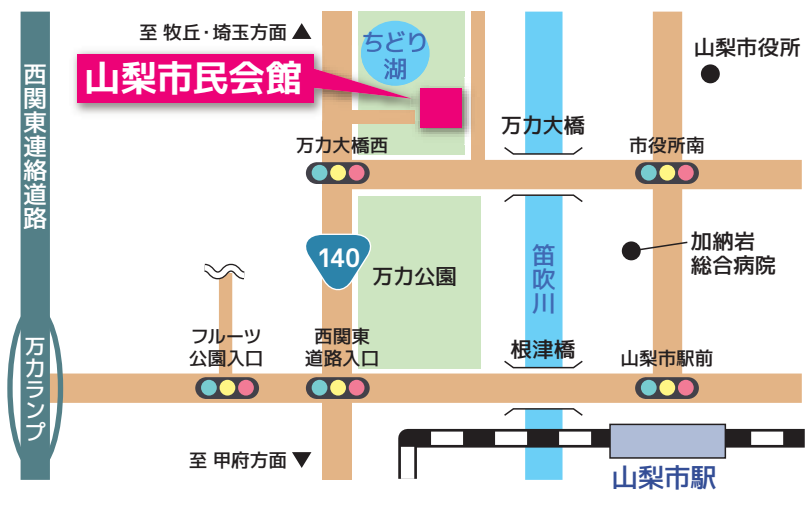 至 牧丘・埼玉方面 ▲
ちどり
湖
山梨市役所
山梨市民会館
西関東連絡道路
万力大橋
万力大橋西
市役所南
140
万力公園
笛吹川
加納岩
総合病院
フルーツ
公園入口
西関東
道路入口
根津橋
山梨市駅前
万力ランプ
至 甲府方面 ▼
山梨市駅